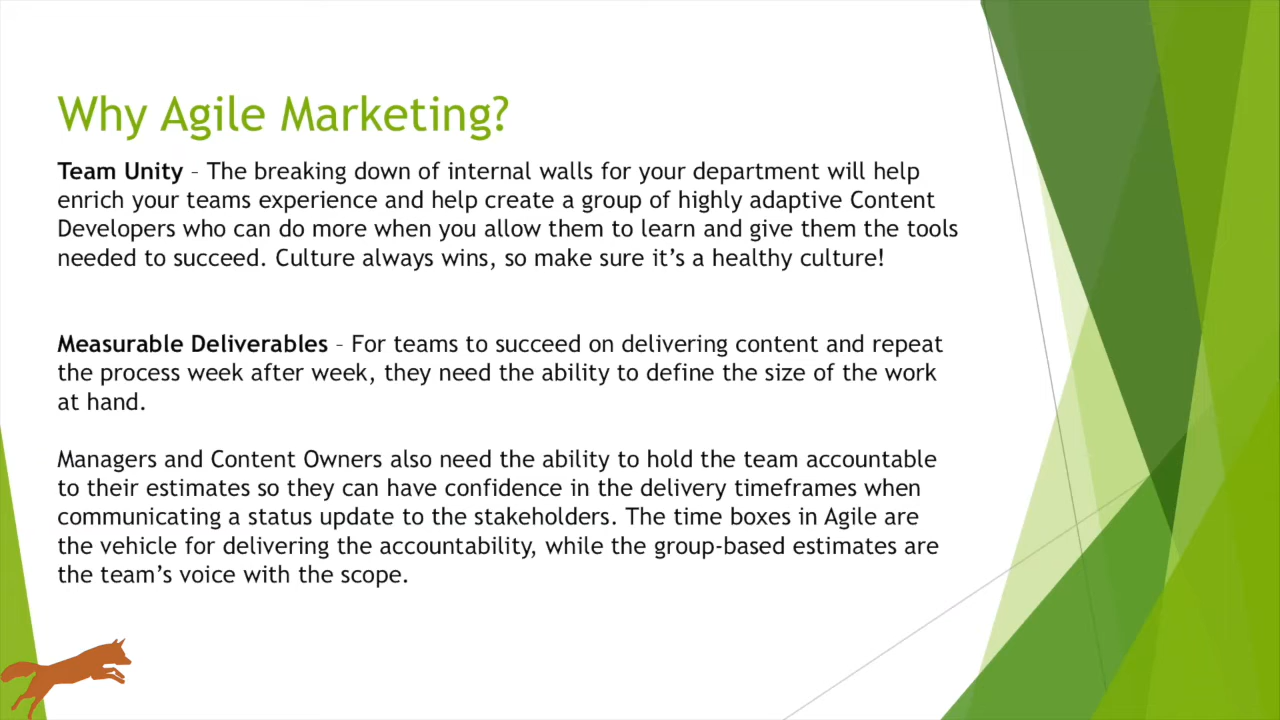 Why Agile Marketing?
Team Unity – The breaking down of internal walls for your department will help
enrich your teams experience and help create a group of highly adaptive Content
Developers who can do more when you allow them to learn and give them the tools
needed to succeed. Culture always wins, so make sure it’s a healthy culture!
Measurable Deliverables – For teams to succeed on delivering content and repeat
the process week after week, they need the ability to define the size of the work
at hand.
Managers and Content Owners also need the ability to hold the team accountable
to their estimates so they can have confidence in the delivery timeframes when
communicating a status update to the stakeholders. The time boxes in Agile are
the vehicle for delivering the accountability, while the group-based estimates are
the team’s voice with the scope.